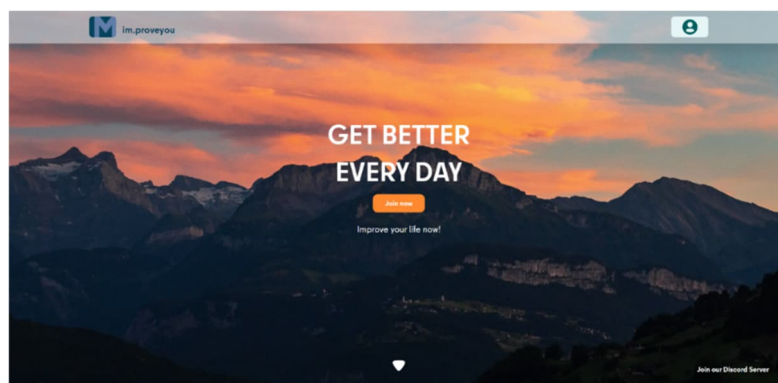 M im.proveyou
GET BETTER
EVERY DAY
Join now
Improve your life now!
Join our Discord Server